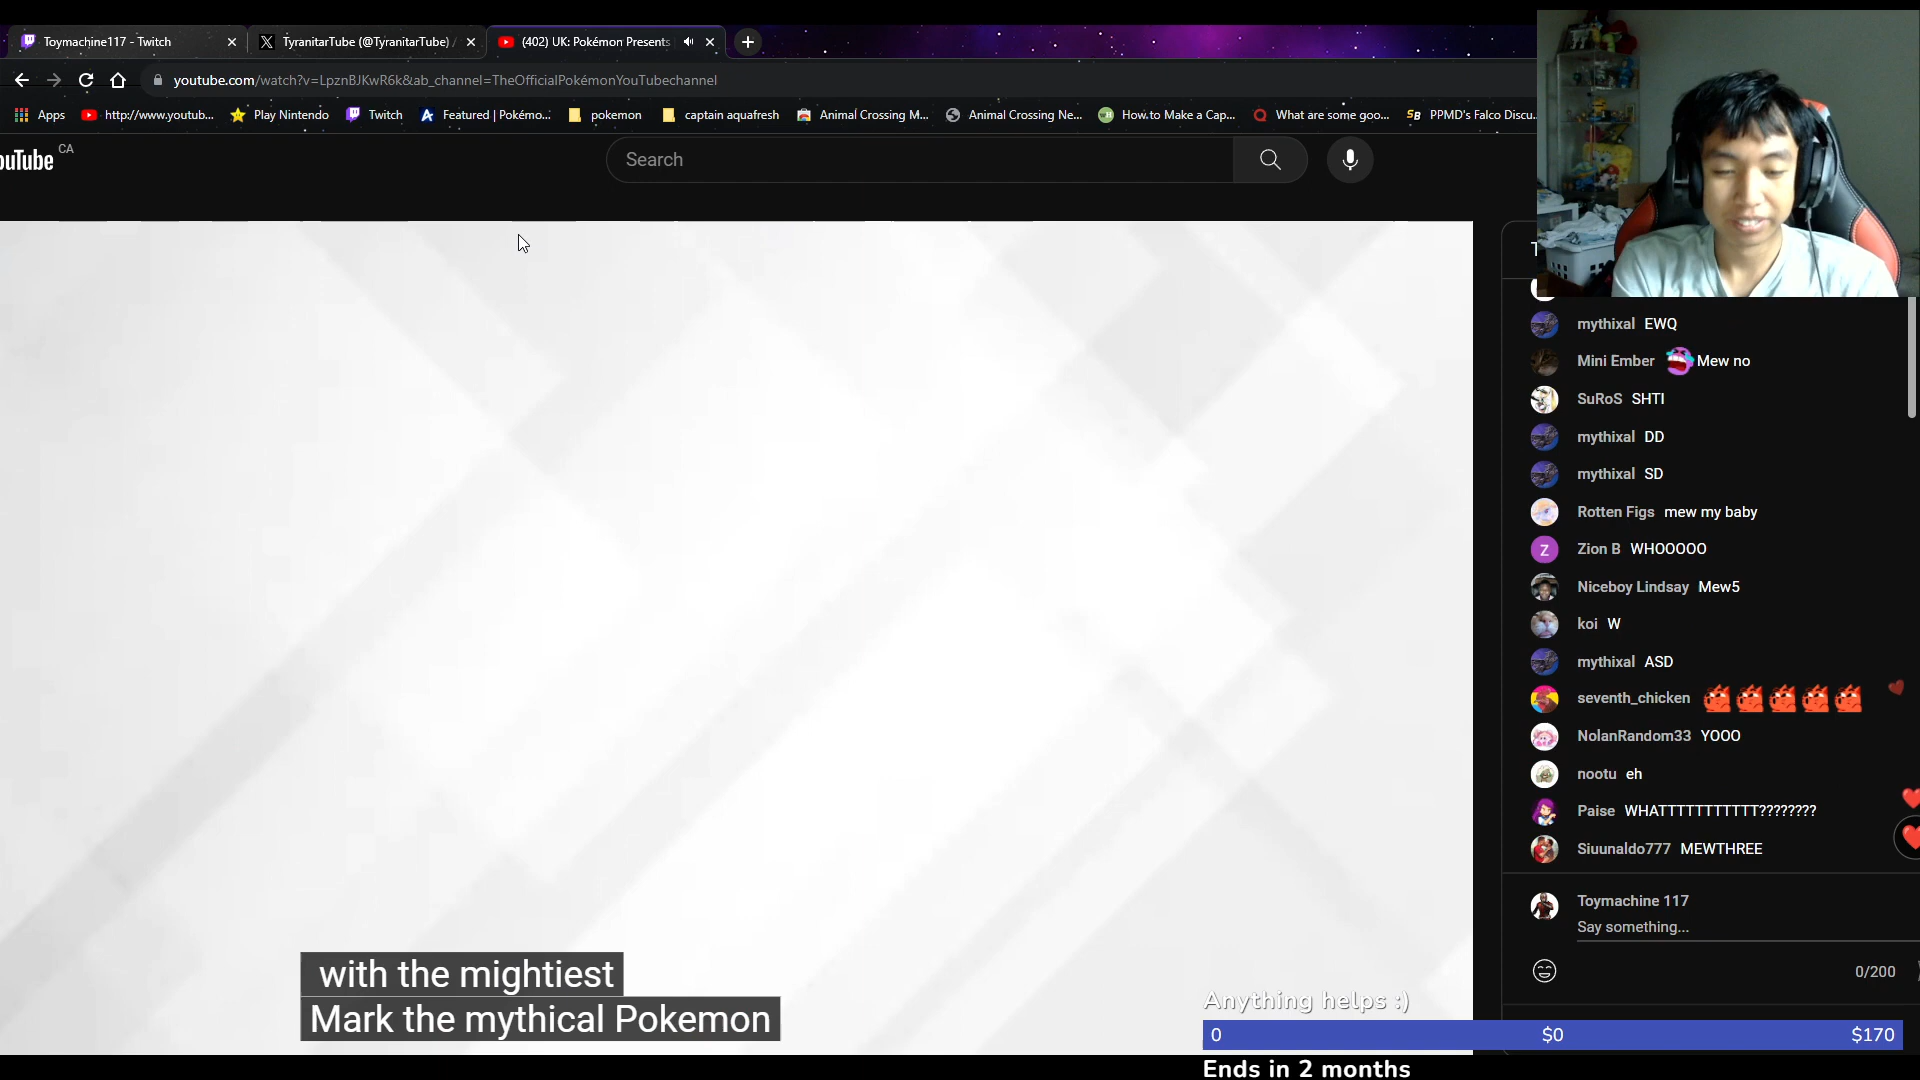 Toymachine117 - Twitch
TyranitarTube (@TyranitarTube) /
(402) UK: Pokémon Presents
youtube.com/watch?v=LpznBJKwR6k&ab_channel=TheOfficialPokémonYouTubechannel
Apps
http://www.youtub...
Play Nintendo
Twitch
Featured | Pokémo...
pokemon
captain aquafresh
Animal Crossing M...
Animal Crossing Ne...
How to Make a Cap...
What are some goo...
PPMD's Falco Discu...
ouTube CA
Search
mythixal EWQ
Mini Ember Mew no
SuRoS SHTI
mythixal DD
mythixal SD
Rotten Figs mew my baby
Z Zion B WHOOOOO
Niceboy Lindsay Mew5
koi W
mythixal ASD
seventh_chicken
NolanRandom33 YOOO
nootu eh
Paise WHATTTTTTTTTTT????????
Siuunaldo777 MEWTHREE
Toymachine 117
Say something...
0/200
with the mightiest
Mark the mythical Pokemon
Anything helps :)
0 $0 $170
Ends in 2 months